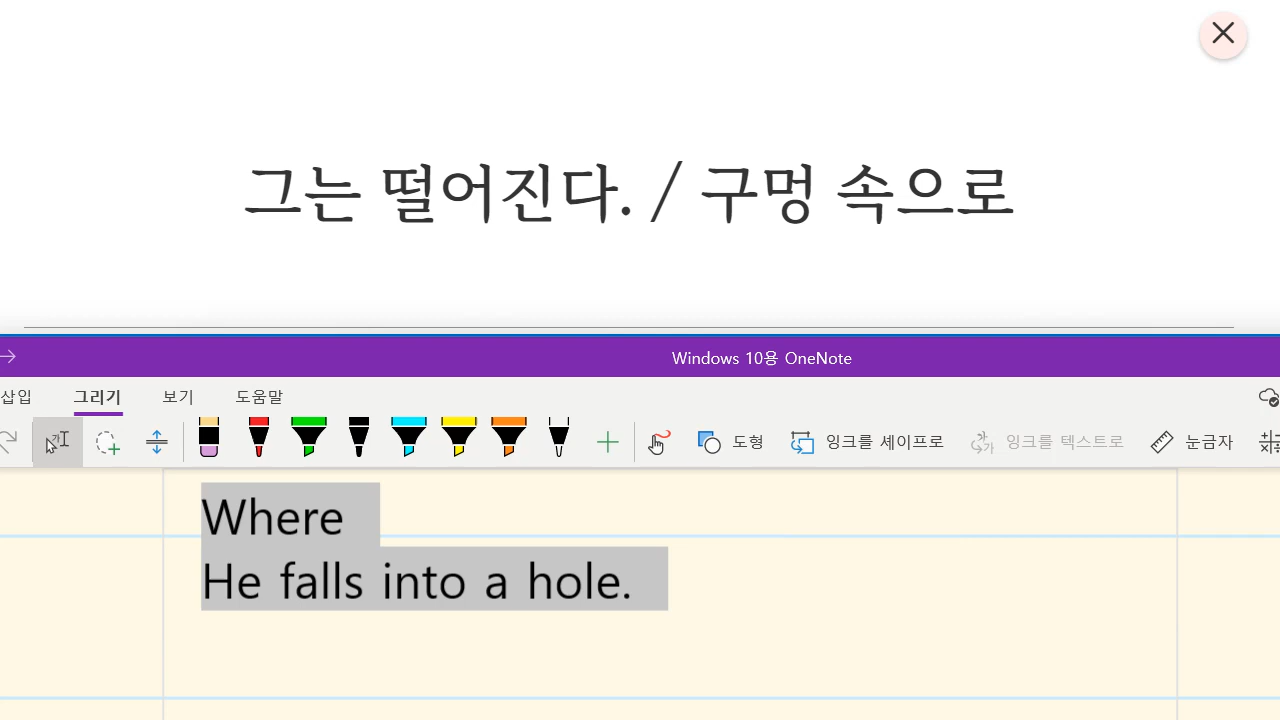 그는 떨어진다. / 구멍 속으로
Windows 10용 OneNote
삽입 그리기 보기 도움말
도형 잉크를 셰이프로 잉크를 텍스트로 눈금자
Where
He falls into a hole.